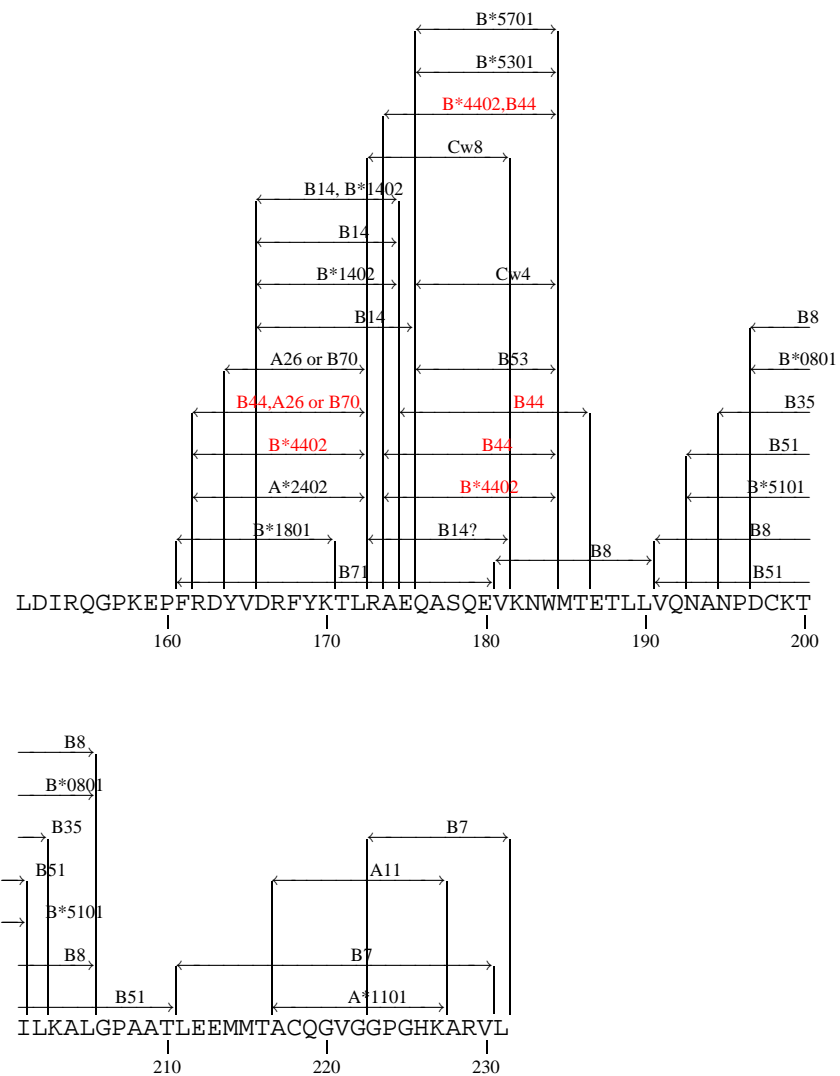 B*5701
B*5301
B*4402,B44
Cw8
B14, B*1402
B14
B*1402 Cw4
B14 B8
A26 or B70 B53 B*0801
B44,A26 or B70 B44 B35
B*4402 B44 B51
A*2402 B*4402 B*5101
B*1801 B14? B8
B8
B71 B51
LDIRQGPKEPFRDYVDRFYKTLRAEQASQEVKNWMTETLLVQNANPDCKT
160 170 180 190 200
B8
B*0801
B35 B7
B51 A11
B*5101
B8 B7
B51 A*1101
ILKALGPAATLEEMMTACQGVGGPGHKARVL
210 220 230